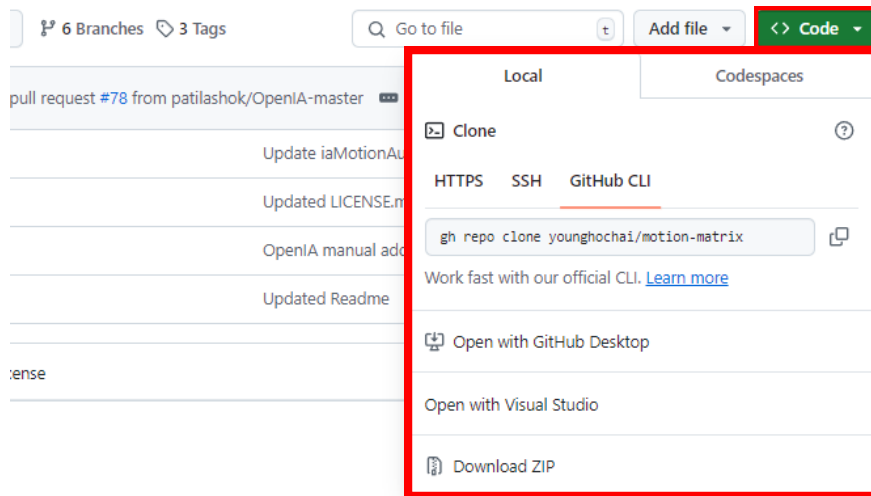 6 Branches 3 Tags Go to file t Add file <> Code
Local Codespaces
pull request #78 from patilashok/OpenIA-master
Clone
Update iaMotionAu
HTTPS SSH GitHub CLI
Updated LICENSE.m
gh repo clone younghochai/motion-matrix
OpenIA manual add
Work fast with our official CLI. Learn more
Updated Readme
Open with GitHub Desktop
cense
Open with Visual Studio
Download ZIP